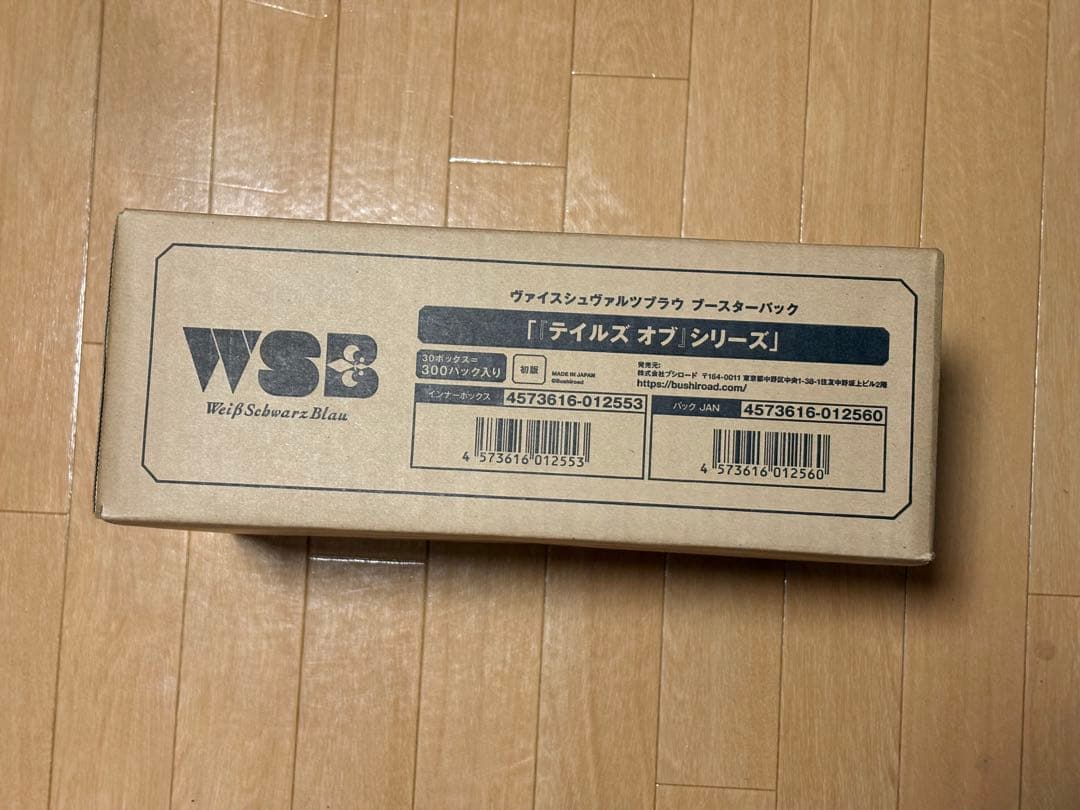 WSB
Weiß Schwarz Blau
ヴァイスシュヴァルツブラウ ブースターパック
「『テイルズ オブ』シリーズ」
30ボックス=
300パック入り
初版
MADE IN JAPAN
©Bushiroad
発売元:
株式会社ブシロード 〒164-0011 東京都中野区中央1-38-1住友中野坂上ビル2階
https://bushiroad.com/
インナーボックス 4573616-012553
4 573616 012553
パック JAN 4573616-012560
4 573616 012560